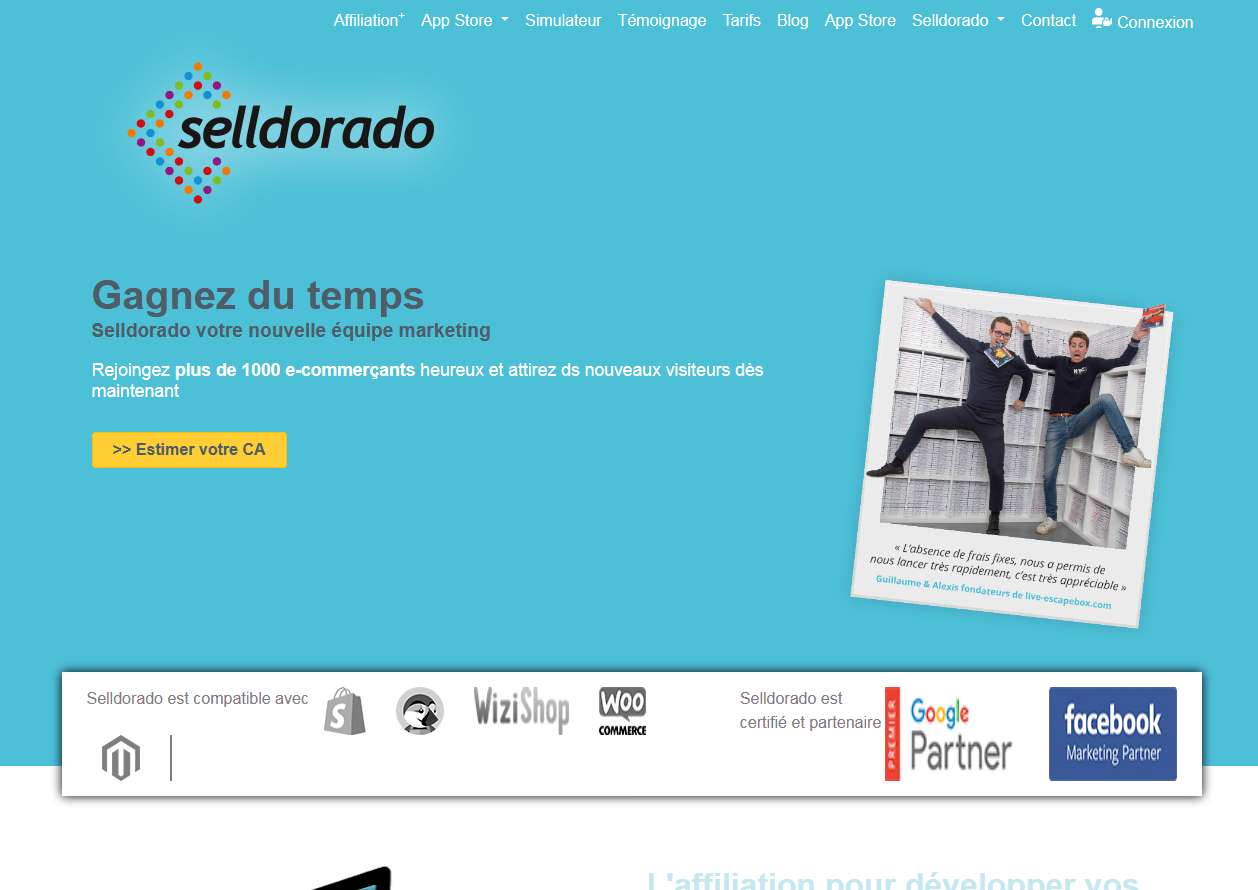 Affiliation+ App Store Simulateur Témoignage Tarifs Blog App Store Selldorado Contact Connexion
selldorado
Gagnez du temps
Selldorado votre nouvelle équipe marketing
Rejoingez plus de 1000 e-commerçants heureux et attirez ds nouveaux visiteurs dès
maintenant
>> Estimer votre CA
« L'absence de frais fixes, nous a permis de
nous lancer très rapidement, c'est très appréciable »
Guillaume & Alexis fondateurs de live-escapebox.com
Selldorado est compatible avec
S
WiziShop
WOO
COMMERCE
Selldorado est
certifié et partenaire
PREMIER
Google
Partner
facebook
Marketing Partner
L'affiliation pour développer vos